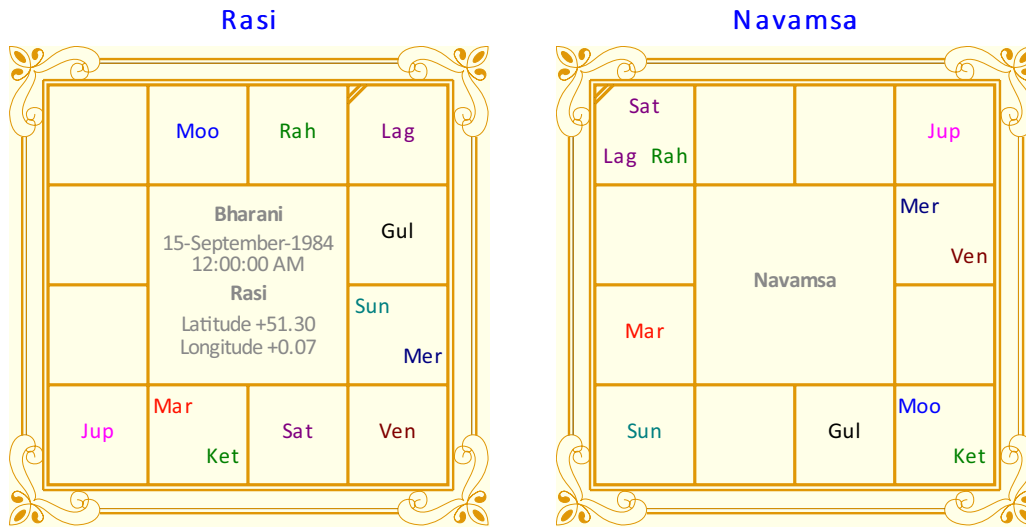 Rasi
Moo Rah Lag
Bharani
15-September-1984
12:00:00 AM
Rasi
Latitude +51.30
Longitude +0.07
Gul
Sun
Mer
Jup
Mar
Ket
Sat
Ven
Navamsa
Sat
Lag Rah
Jup
Mer
Ven
Navamsa
Mar
Sun
Gul
Moo
Ket